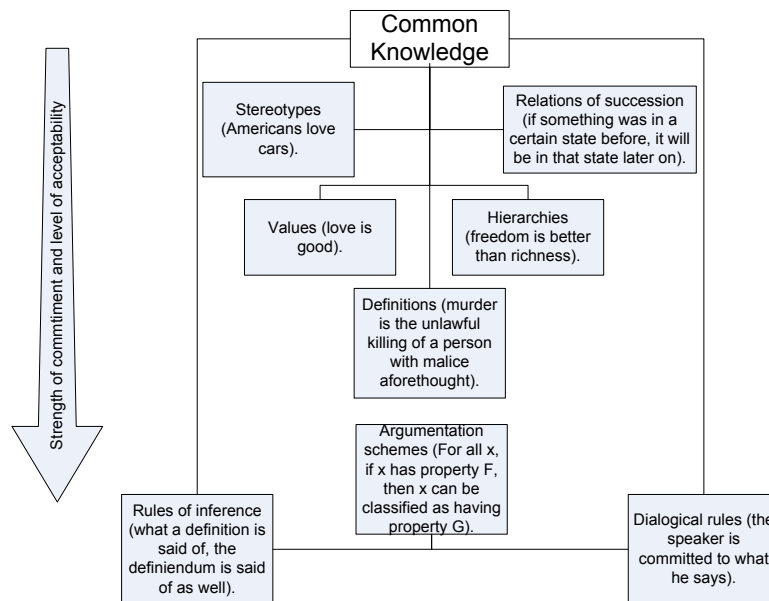 Common
Knowledge
Stereotypes
(Americans love
cars).
Relations of succession
(if something was in a
certain state before, it will
be in that state later on).
Values (love is
good).
Hierarchies
(freedom is better
than richness).
Definitions (murder
is the unlawful
killing of a person
with malice
aforethought).
Strength of commtiment and level of acceptability
Argumentation
schemes (For all x,
if x has property F,
then x can be
classified as having
property G).
Rules of inference
(what a definition is
said of, the
definiendum is said
of as well).
Dialogical rules (the
speaker is
committed to what
he says).